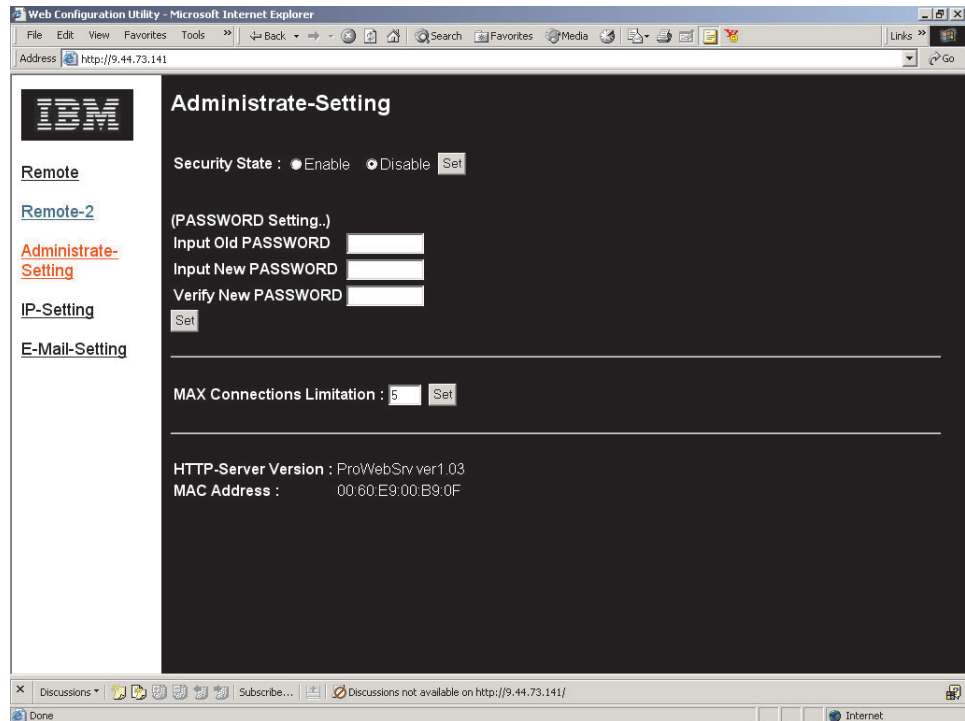 Web Configuration Utility - Microsoft Internet Explorer
File Edit View Favorites Tools » Back Search Favorites Media Links »
Address http://9.44.73.141 Go
IBM
Remote
Remote-2
Administrate-
Setting
IP-Setting
E-Mail-Setting
Administrate-Setting
Security State : Enable Disable Set
(PASSWORD Setting..)
Input Old PASSWORD
Input New PASSWORD
Verify New PASSWORD
Set
MAX Connections Limitation : 5 Set
HTTP-Server Version : ProWebSrv ver1.03
MAC Address : 00:60:E9:00:B9:0F
Discussions Subscribe... Discussions not available on http://9.44.73.141/
Done Internet